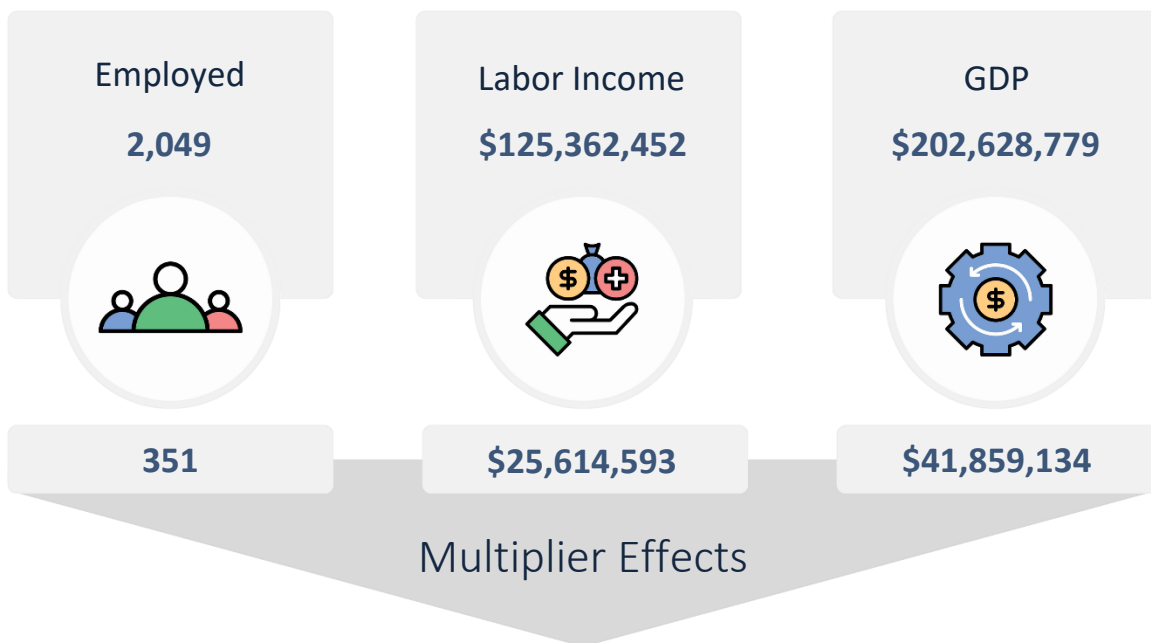 Employed
2,049
Labor Income
$125,362,452
GDP
$202,628,779
$
$
351
$25,614,593
$41,859,134
Multiplier Effects